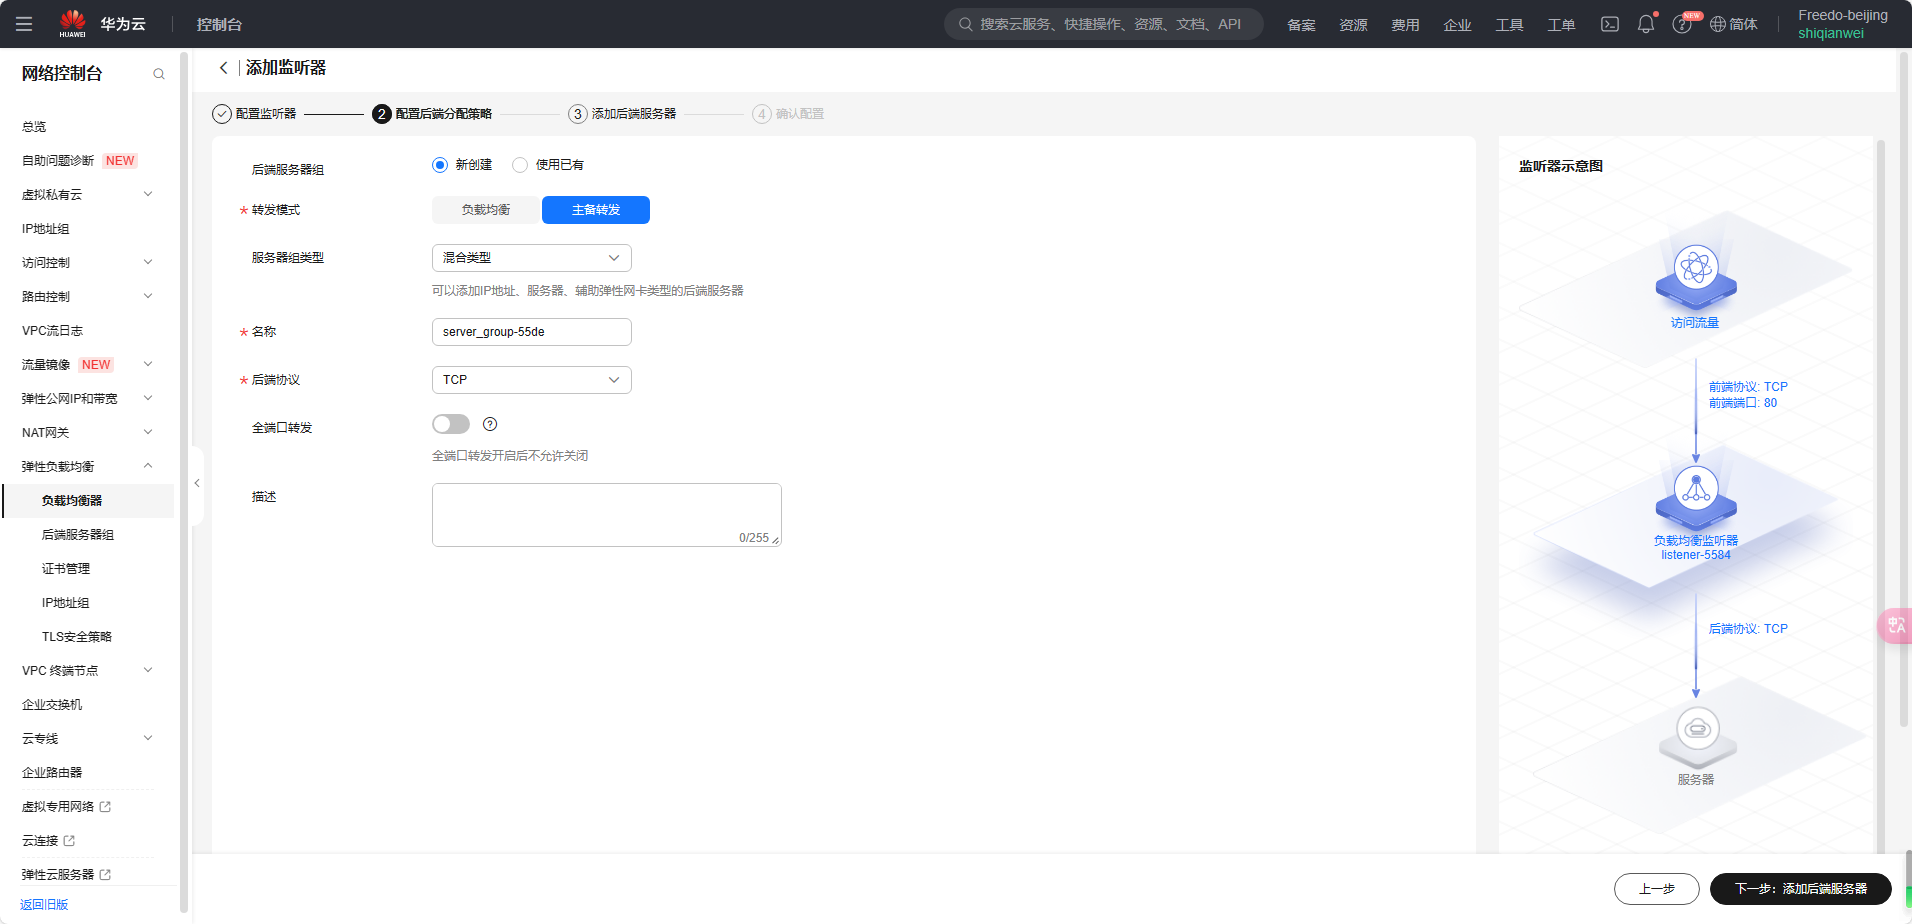 HUAWEI
华为云
控制台
搜索云服务、快捷操作、资源、文档、API
备案
资源
费用
企业
工具
工单
NEW
简体
Freedo-beijing
shiqianwei
网络控制台
总览
自助问题诊断 NEW
虚拟私有云
IP地址组
访问控制
路由控制
VPC流日志
流量镜像 NEW
弹性公网IP和带宽
NAT网关
弹性负载均衡
负载均衡器
后端服务器组
证书管理
IP地址组
TLS安全策略
VPC 终端节点
企业交换机
云专线
企业路由器
虚拟专用网络
云连接
弹性云服务器
返回旧版
添加监听器
配置监听器
2 配置后端分配策略
3 添加后端服务器
4 确认配置
后端服务器组
新创建
使用已有
* 转发模式
负载均衡
主备转发
服务器组类型
混合类型
可以添加IP地址、服务器、辅助弹性网卡类型的后端服务器
* 名称
server_group-55de
* 后端协议
TCP
全端口转发
?
全端口转发开启后不允许关闭
描述
0/255
监听器示意图
访问流量
前端协议: TCP
前端端口: 80
负载均衡监听器
listener-5584
后端协议: TCP
服务器
中A
上一步
下一步：添加后端服务器